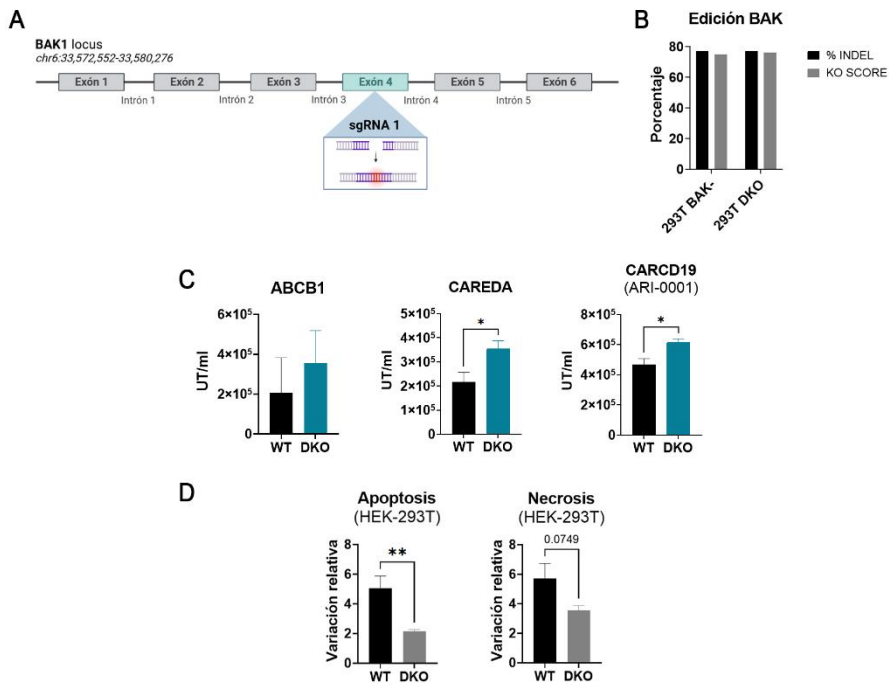 A
BAK1 locus
chr6:33,572,552-33,580,276
Exón 1 Exón 2 Exón 3 Exón 4 Exón 5 Exón 6
Intrón 1 Intrón 2 Intrón 3 Intrón 4 Intrón 5
sgRNA 1
B
Edición BAK
Porcentaje
80
60
40
20
0
293T BAK-
293T DKO
% INDEL
KO SCORE
C
ABCB1
UT/ml
6×10⁵
4×10⁵
2×10⁵
0
WT DKO
CAREDA
UT/ml
5×10⁵
4×10⁵
3×10⁵
2×10⁵
1×10⁵
0
*
WT DKO
CARCD19
(ARI-0001)
UT/ml
8×10⁵
6×10⁵
4×10⁵
2×10⁵
0
*
WT DKO
D
Apoptosis
(HEK-293T)
Variación relativa
8
6
4
2
0
**
WT DKO
Necrosis
(HEK-293T)
Variación relativa
8
6
4
2
0
0.0749
WT DKO